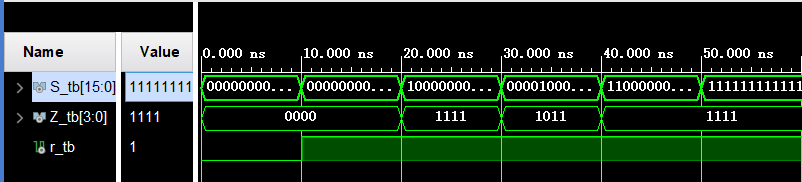 Name Value 0.000 ns 10.000 ns 20.000 ns 30.000 ns 40.000 ns 50.000 ns
S_tb[15:0] 11111111 00000000... 00000000... 10000000... 00001000... 11000000... 1111111111111
Z_tb[3:0] 1111 0000 1111 1011 1111
r_tb 1